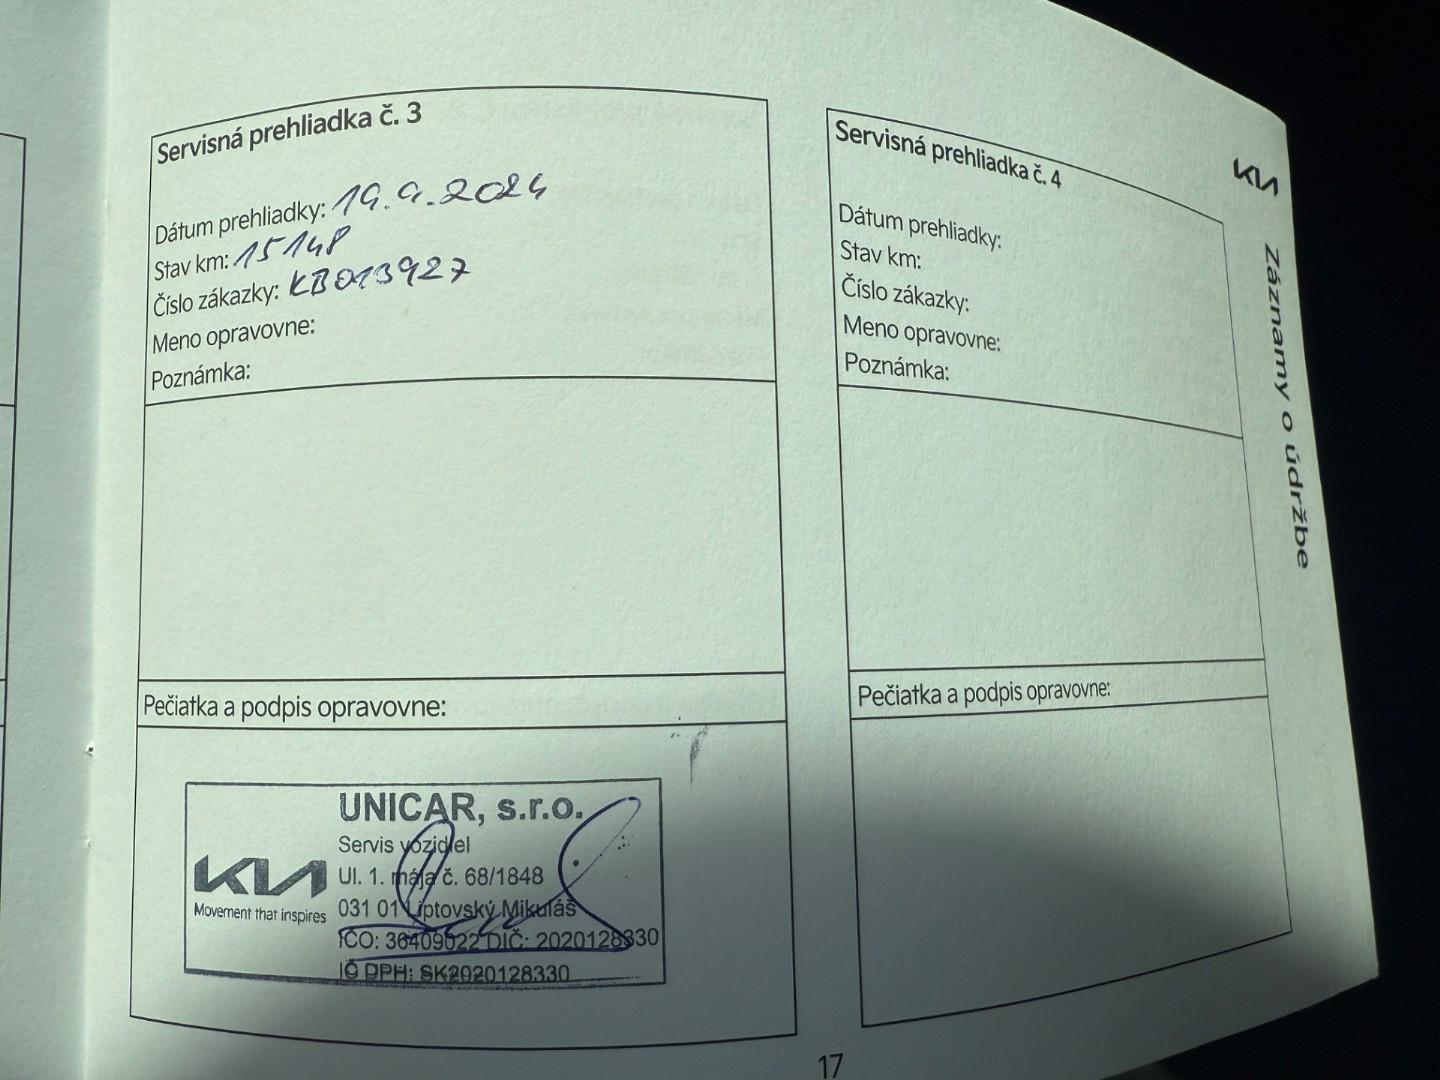 Servisná prehliadka č. 3
Dátum prehliadky: 19.9.2024
Stav km: 15148
Číslo zákazky: KB013927
Meno opravovne:
Poznámka:
Pečiatka a podpis opravovne:
KIA
Movement that inspires
UNICAR, s.r.o.
Servis vozidiel
Ul. 1. mája č. 68/1848
031 01 Liptovský Mikuláš
IČO: 36409022 DIČ: 2020128330
IČ DPH: SK2020128330
Servisná prehliadka č. 4
Dátum prehliadky:
Stav km:
Číslo zákazky:
Meno opravovne:
Poznámka:
Pečiatka a podpis opravovne:
KIA
Záznamy o údržbe
17